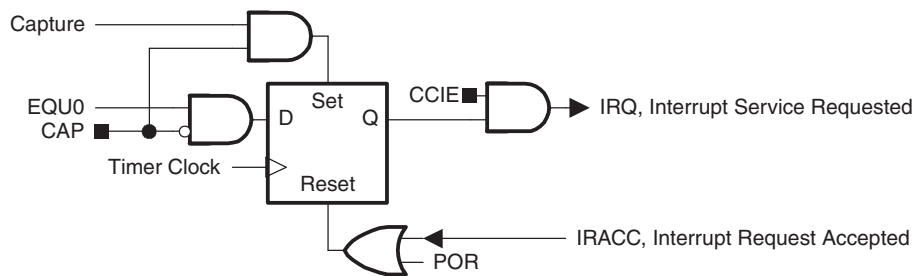 Capture
EQU0
CAP
Timer Clock
Set
D
Q
Reset
CCIE
IRQ, Interrupt Service Requested
IRACC, Interrupt Request Accepted
POR